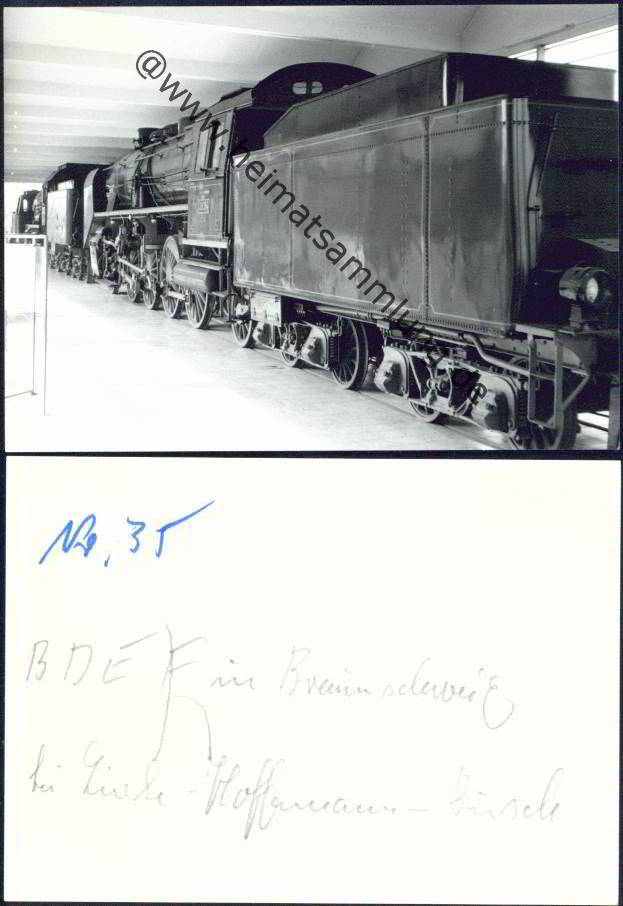 @www.heimatsammlung.de
Nr. 35
BDEF in Braunschweig
bei Linke-Hoffmann-Busch